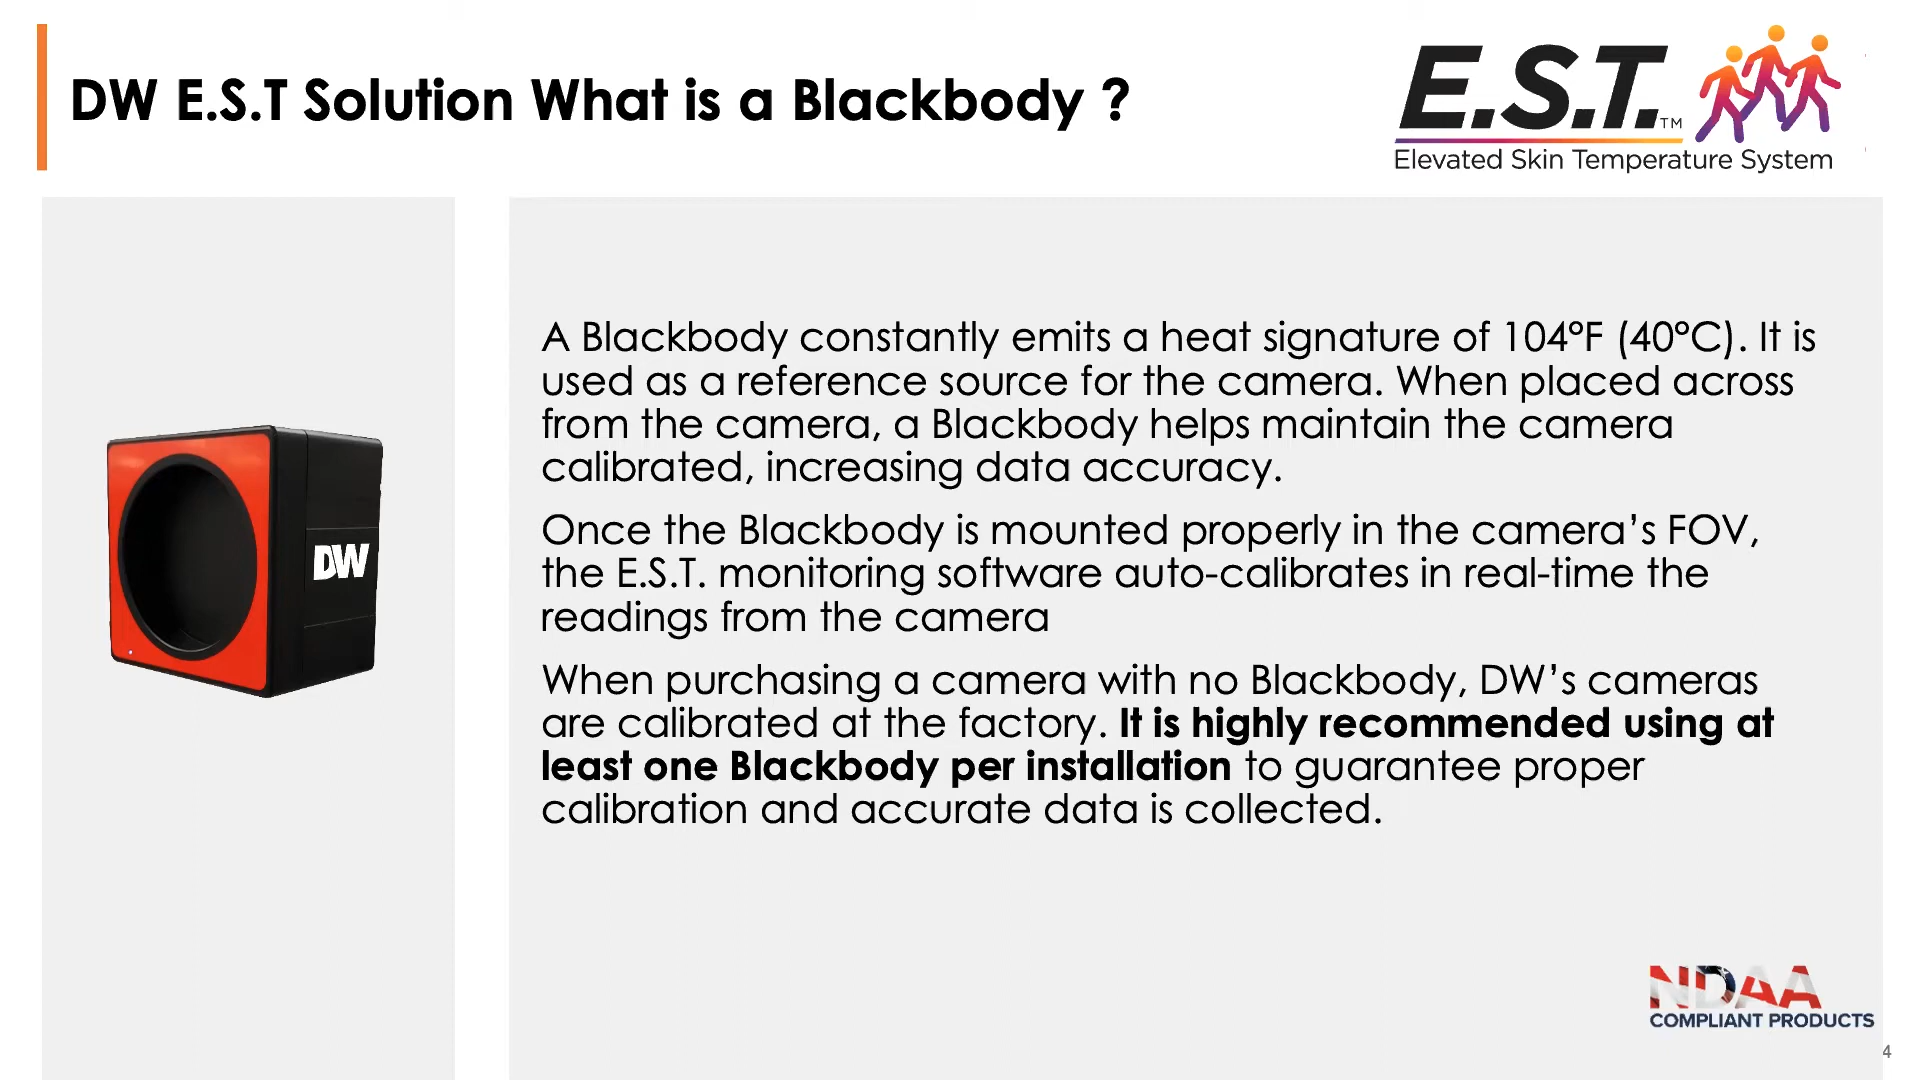 DW E.S.T Solution What is a Blackbody ?
E.S.T.™
Elevated Skin Temperature System
DW
A Blackbody constantly emits a heat signature of 104°F (40°C). It is
used as a reference source for the camera. When placed across
from the camera, a Blackbody helps maintain the camera
calibrated, increasing data accuracy.
Once the Blackbody is mounted properly in the camera’s FOV,
the E.S.T. monitoring software auto-calibrates in real-time the
readings from the camera
When purchasing a camera with no Blackbody, DW’s cameras
are calibrated at the factory. It is highly recommended using at
least one Blackbody per installation to guarantee proper
calibration and accurate data is collected.
NDAA
COMPLIANT PRODUCTS
4